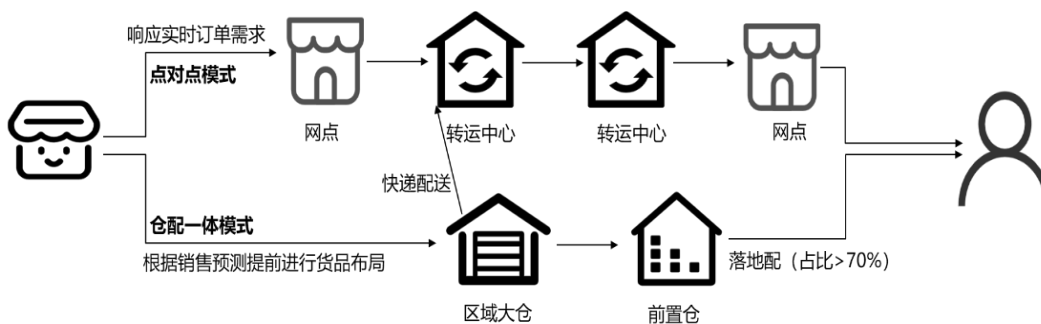 响应实时订单需求
点对点模式
网点
转运中心
转运中心
网点
快递配送
仓配一体模式
根据销售预测提前进行货品布局
落地配（占比>70%）
区域大仓
前置仓